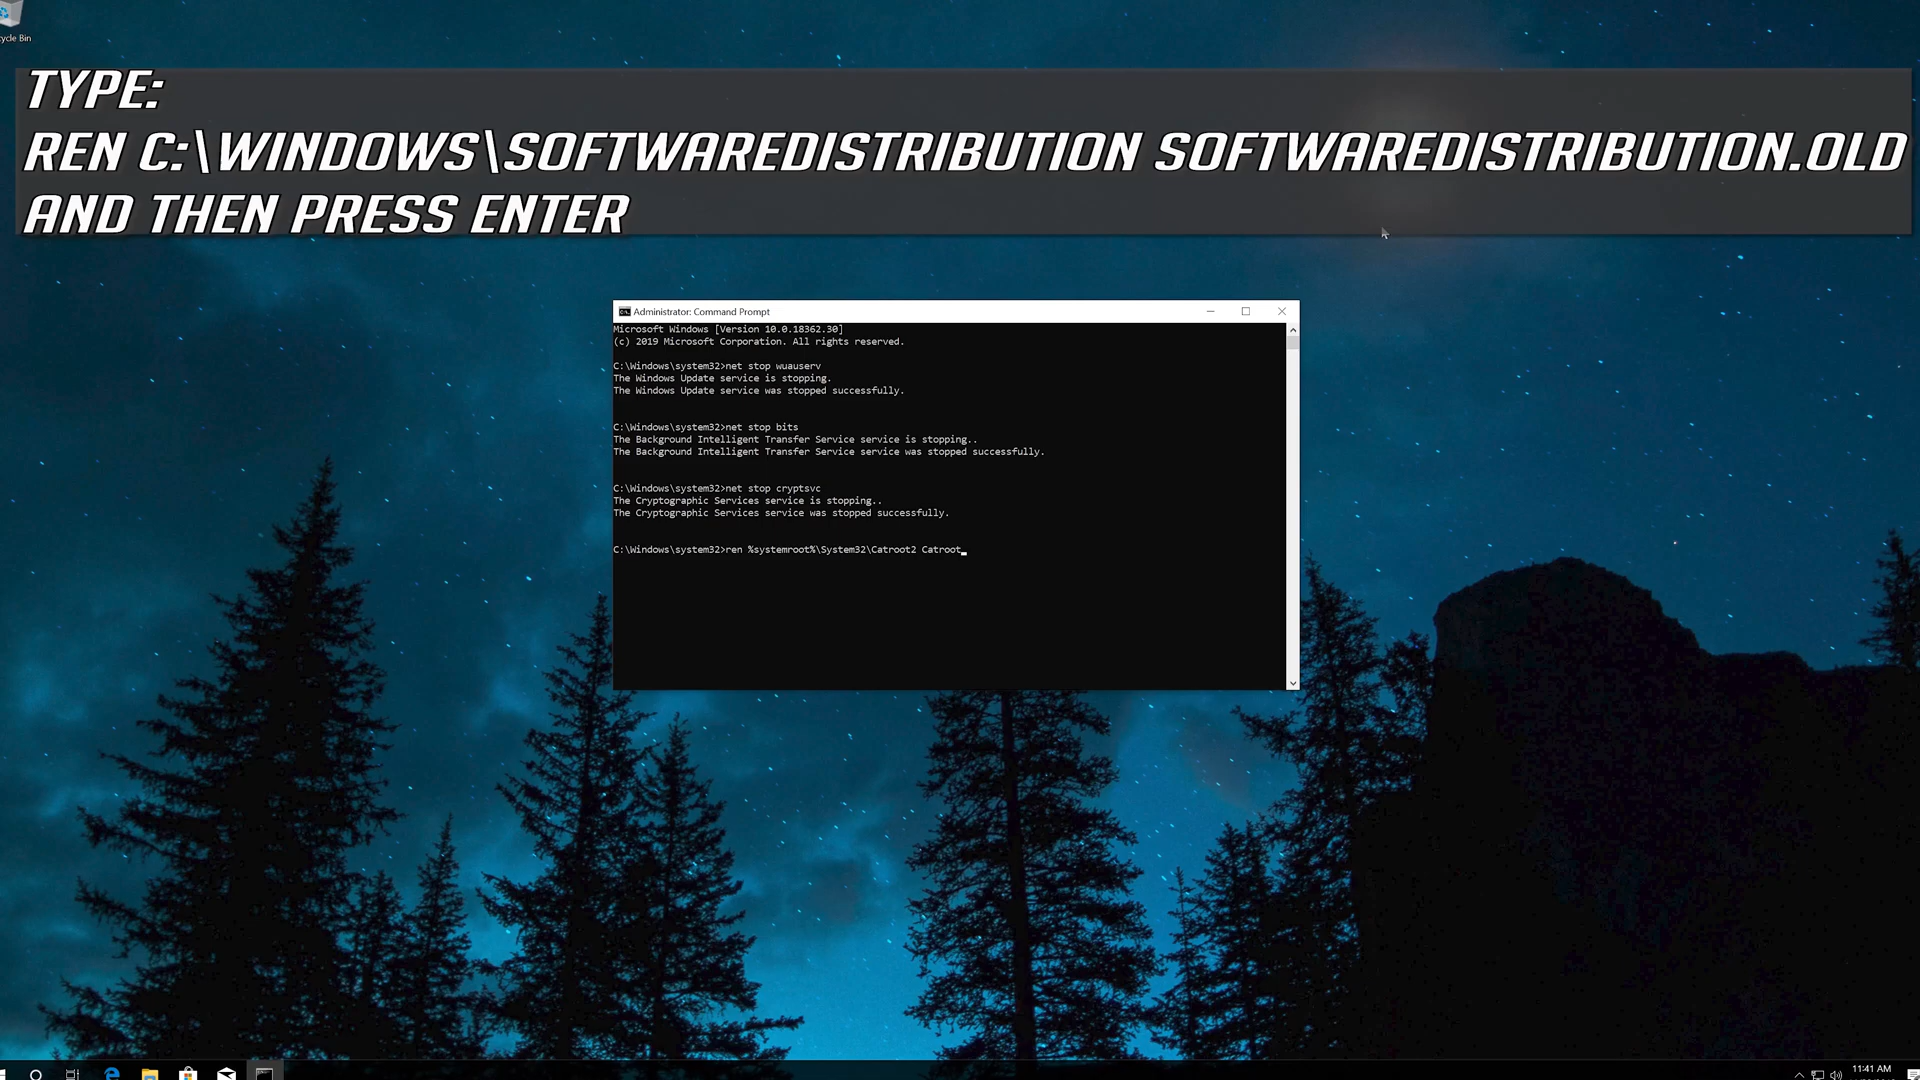 cycle Bin
TYPE:
REN C:\WINDOWS\SOFTWAREDISTRIBUTION SOFTWAREDISTRIBUTION.OLD
AND THEN PRESS ENTER
Administrator: Command Prompt
Microsoft Windows [Version 10.0.18362.30]
(c) 2019 Microsoft Corporation. All rights reserved.
C:\Windows\system32>net stop wuauserv
The Windows Update service is stopping.
The Windows Update service was stopped successfully.
C:\Windows\system32>net stop bits
The Background Intelligent Transfer Service service is stopping..
The Background Intelligent Transfer Service service was stopped successfully.
C:\Windows\system32>net stop cryptsvc
The Cryptographic Services service is stopping..
The Cryptographic Services service was stopped successfully.
C:\Windows\system32>ren %systemroot%\System32\Catroot2 Catroot
11:41 AM